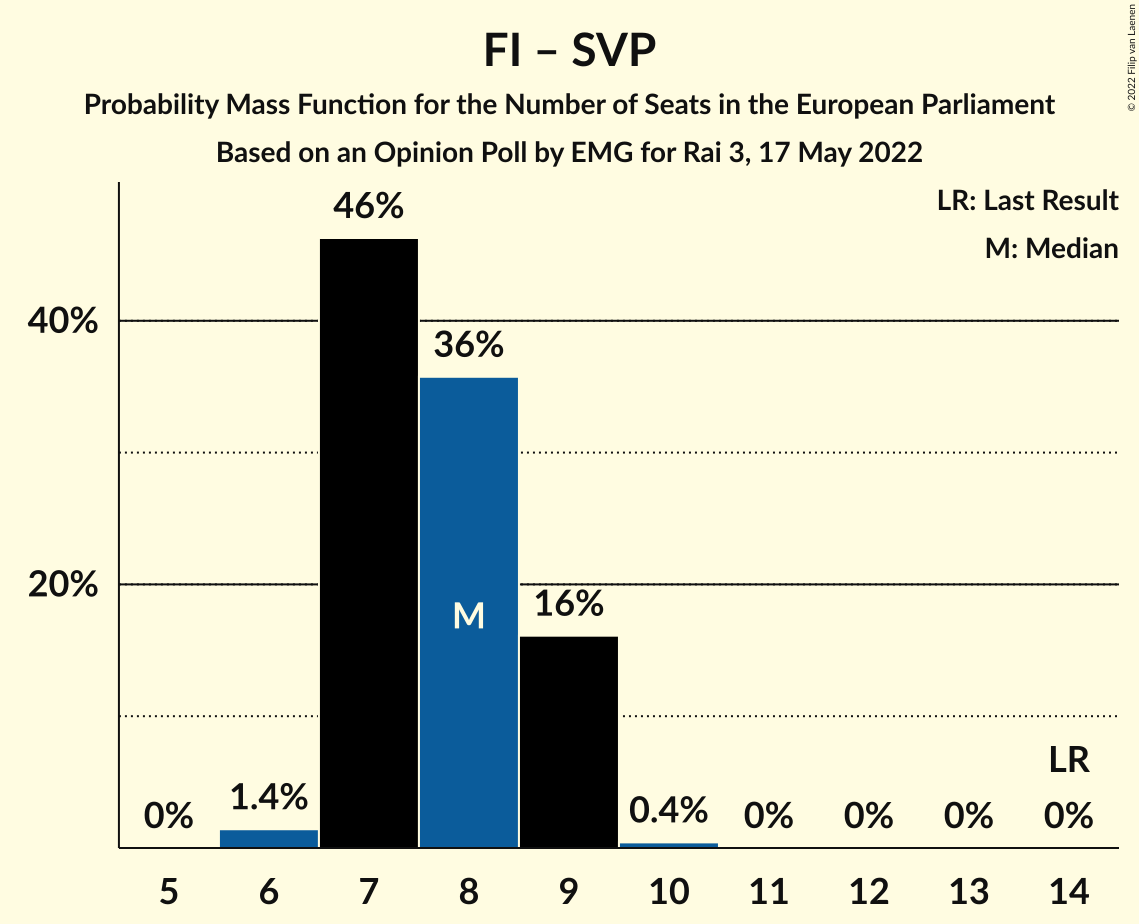 FI – SVP
Probability Mass Function for the Number of Seats in the European Parliament
Based on an Opinion Poll by EMG for Rai 3, 17 May 2022
© 2022 Filip van Laenen
LR: Last Result
M: Median
46%
40%
36%
20%
16%
M
LR
1.4%
0.4%
0%
0%
0%
0%
0%
5 6 7 8 9 10 11 12 13 14